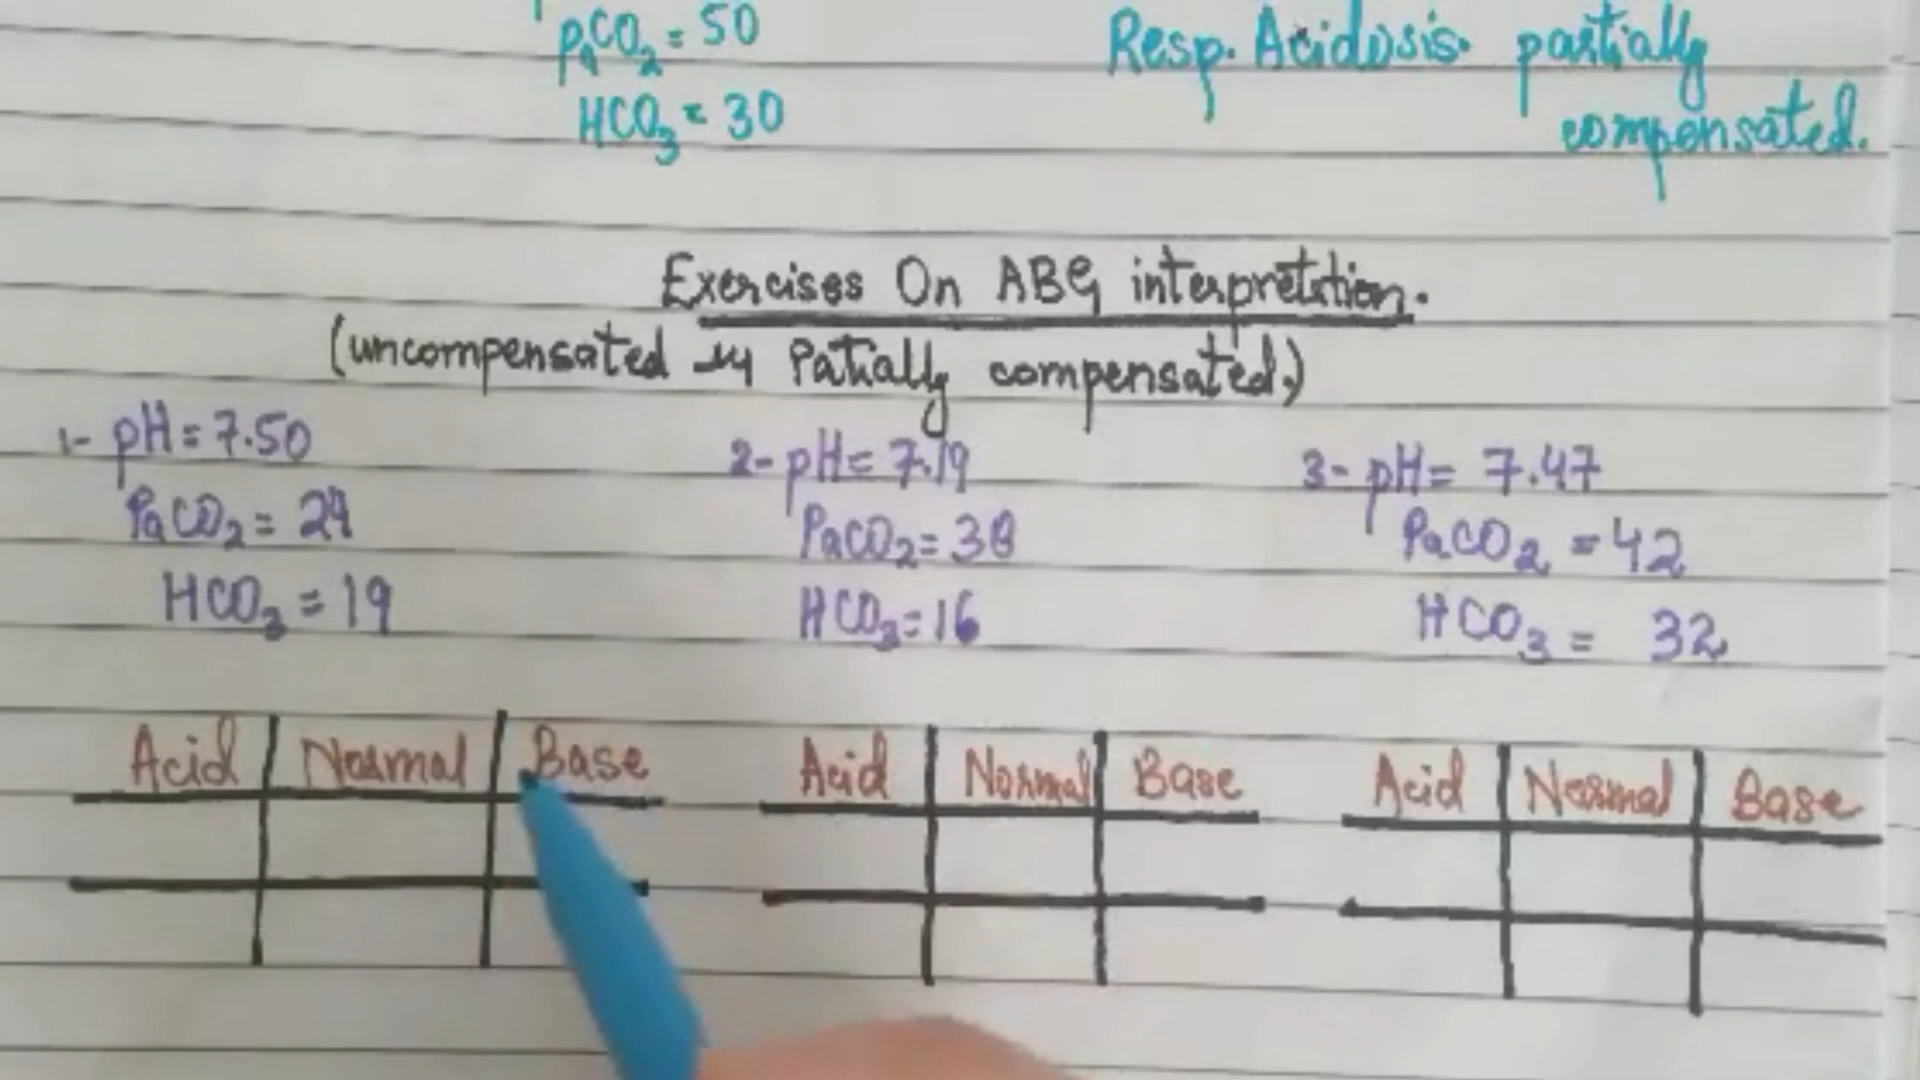 PaCO2 = 50
HCO3 = 30
Resp. Acidosis partially
compensated.
Exercises On ABG interpretation.
(uncompensated Patially compensated.)
1- pH = 7.50
PaCO2 =
HCO3 = 19
2- pH = 7.19
PaCO2 = 38
HCO3 = 16
3- pH = 7.47
PaCO2 = 42
HCO3 = 32
Acid Normal Base
Acid Normal Base
Acid Normal Base